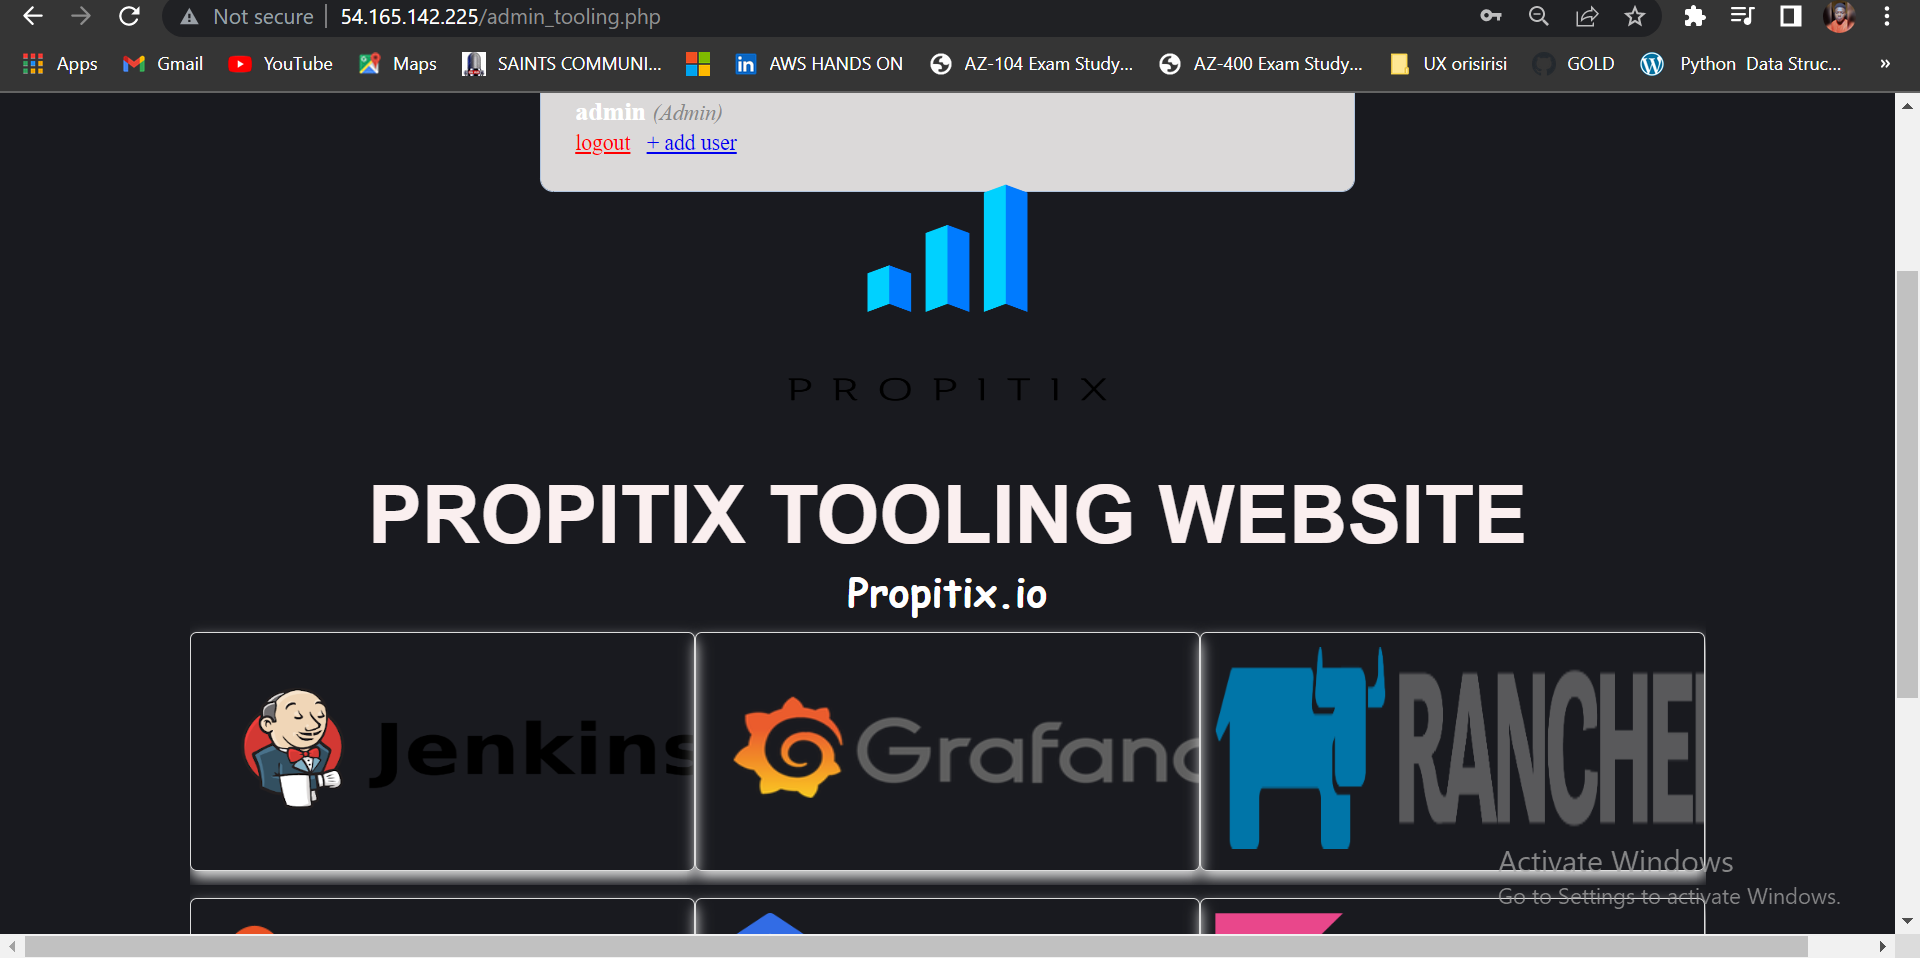 Not secure | 54.165.142.225/admin_tooling.php
Apps Gmail YouTube Maps SAINTS COMMUNI... AWS HANDS ON AZ-104 Exam Study... AZ-400 Exam Study... UX orisirisi GOLD Python Data Struc... »
admin (Admin)
logout + add user
PROPITIX
PROPITIX TOOLING WEBSITE
Propitix.io
Jenkins Grafana RANCHE
Activate Windows
Go to Settings to activate Windows.